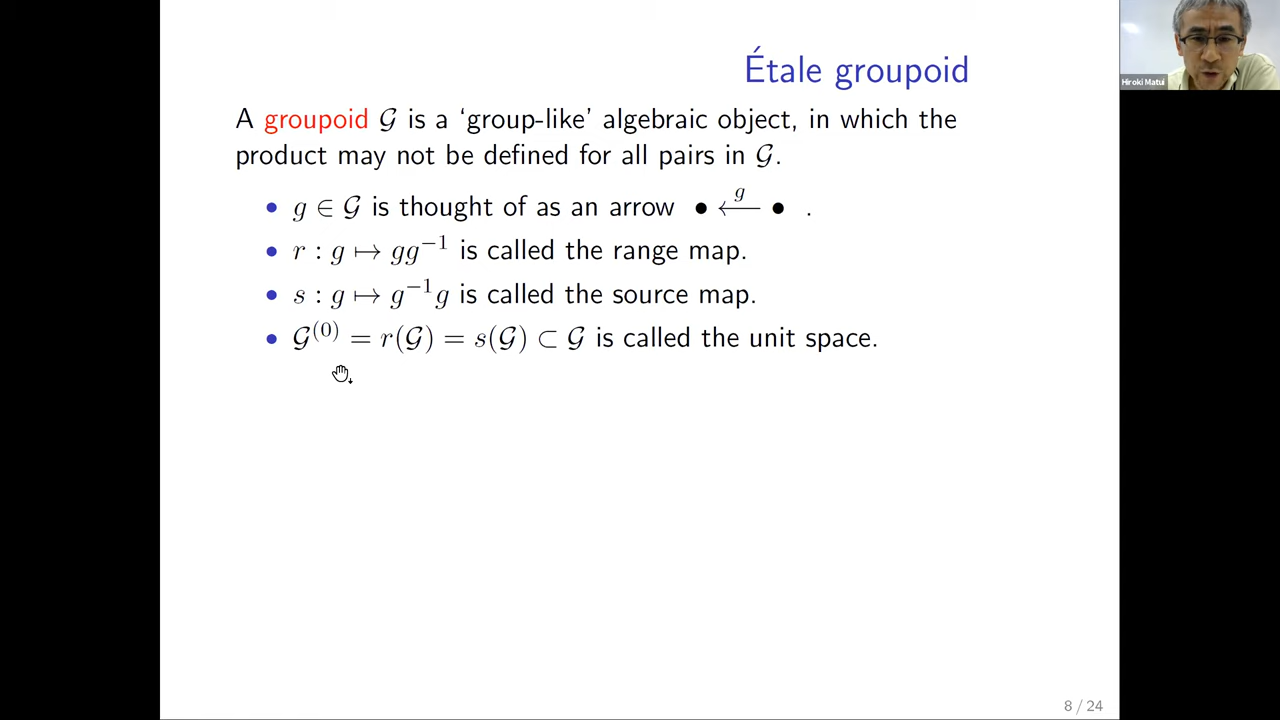 Étale groupoid
Hiroki Matui
A groupoid 𝒢 is a ‘group-like’ algebraic object, in which the
product may not be defined for all pairs in 𝒢.
• g ∈ 𝒢 is thought of as an arrow • ←g • .
• r : g ↦ gg⁻¹ is called the range map.
• s : g ↦ g⁻¹g is called the source map.
• 𝒢⁽⁰⁾ = r(𝒢) = s(𝒢) ⊂ 𝒢 is called the unit space.
8 / 24